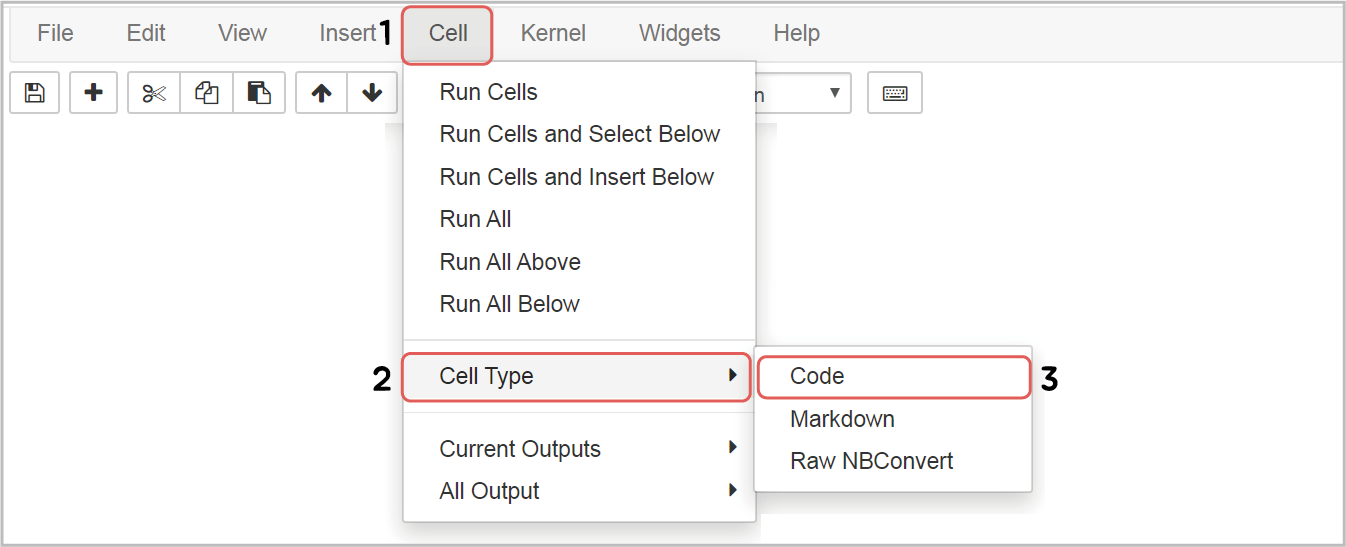 File Edit View Insert 1 Cell Kernel Widgets Help
Run Cells
Run Cells and Select Below
Run Cells and Insert Below
Run All
Run All Above
Run All Below
2 Cell Type
Code 3
Markdown
Raw NBConvert
Current Outputs
All Output